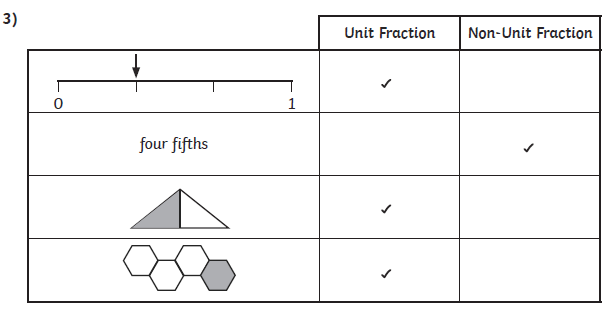 3)
Unit Fraction Non-Unit Fraction
0 1 ✓
four fifths ✓
✓
✓